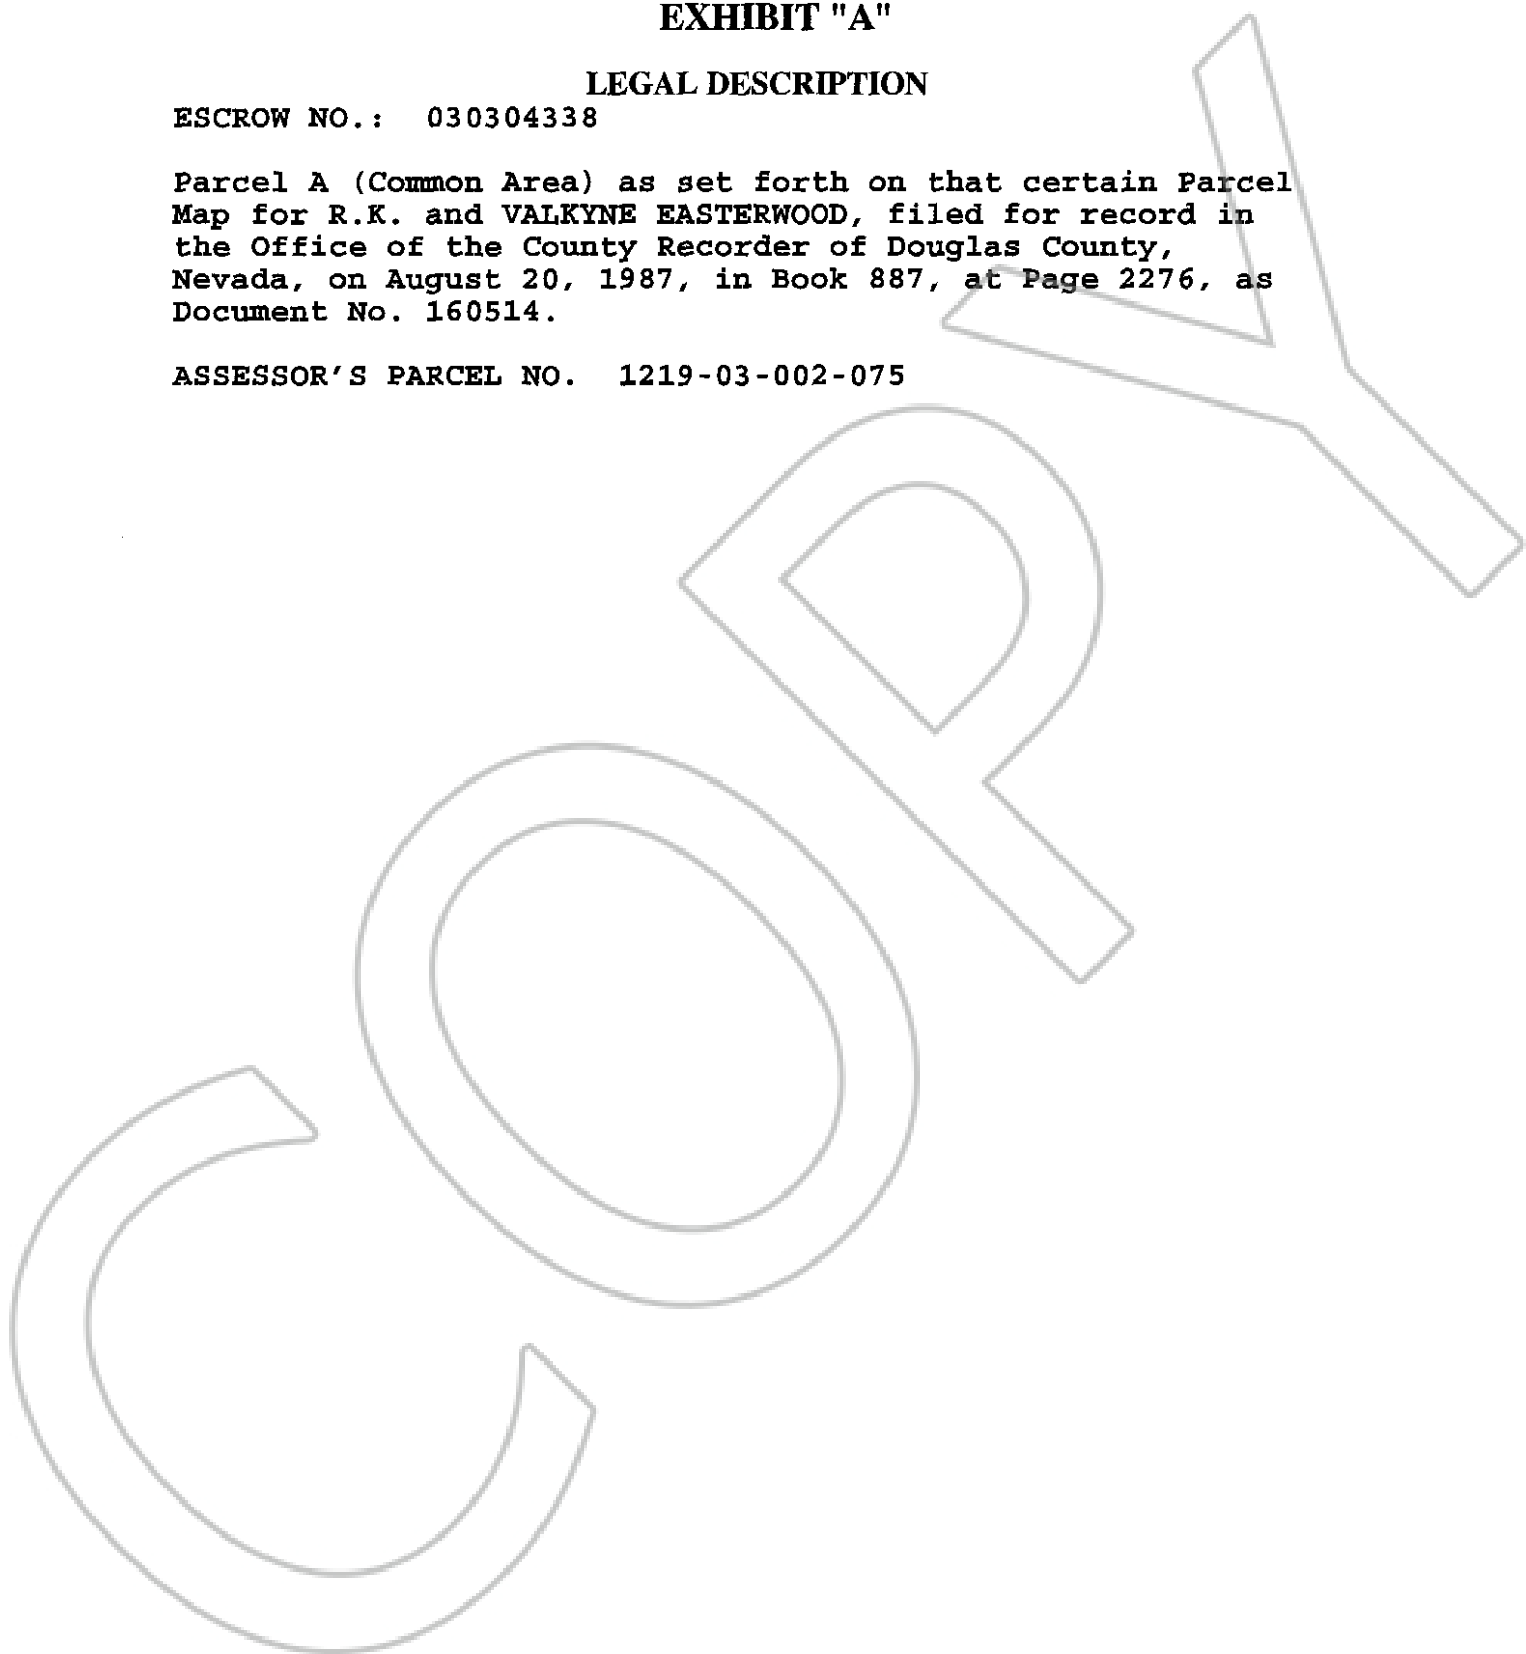 EXHIBIT "A"
LEGAL DESCRIPTION
ESCROW NO.: 030304338
Parcel A (Common Area) as set forth on that certain Parcel
Map for R.K. and VALKYNE EASTERWOOD, filed for record in
the Office of the County Recorder of Douglas County,
Nevada, on August 20, 1987, in Book 887, at Page 2276, as
Document No. 160514.
ASSESSOR'S PARCEL NO. 1219-03-002-075
COPY